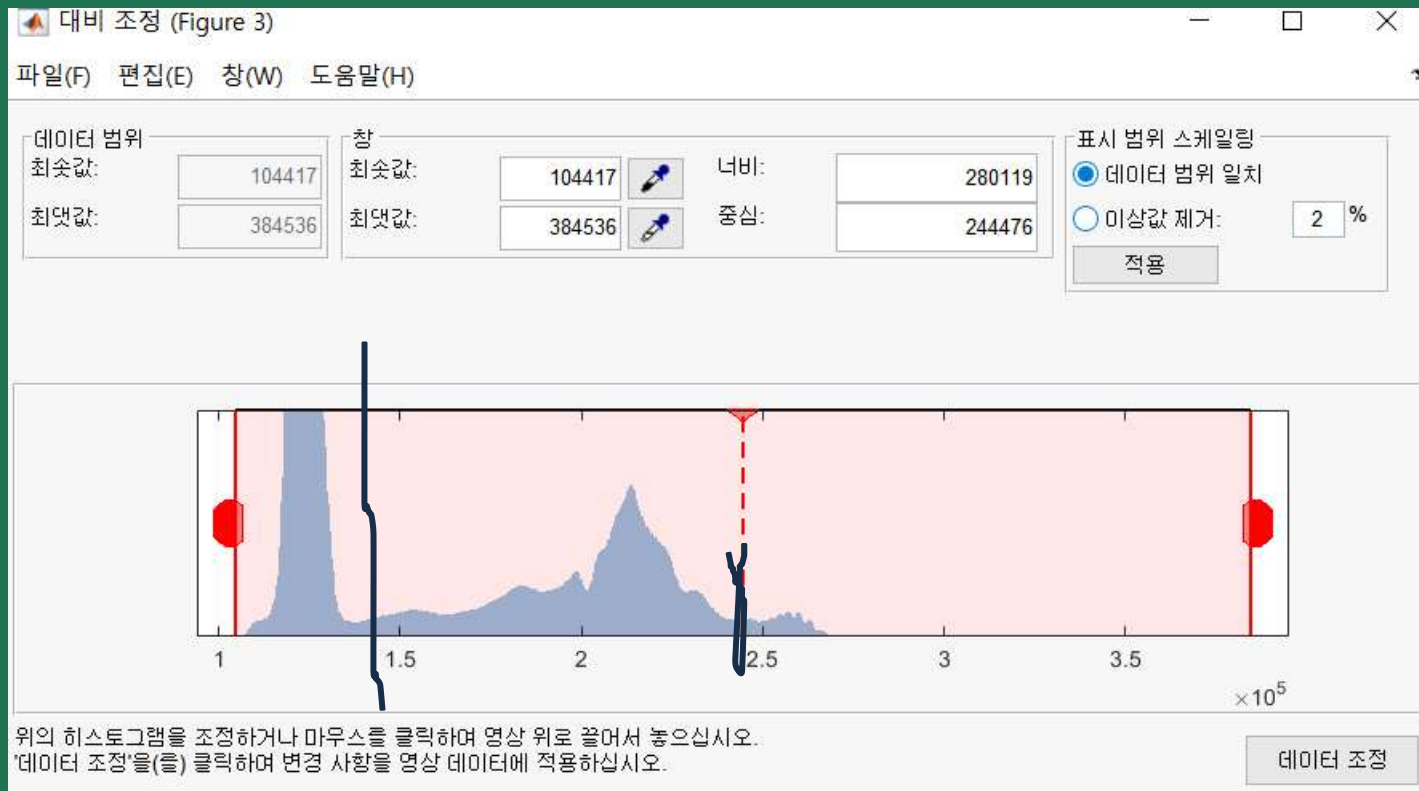 대비 조정 (Figure 3)
파일(F) 편집(E) 창(W) 도움말(H)
데이터 범위
최솟값: 104417
최댓값: 384536
창
최솟값: 104417
최댓값: 384536
너비: 280119
중심: 244476
표시 범위 스케일링
데이터 범위 일치
이상값 제거: 2 %
적용
1 1.5 2 2.5 3 3.5
×10⁵
위의 히스토그램을 조정하거나 마우스를 클릭하여 영상 위로 끌어서 놓으십시오.
'데이터 조정'을(를) 클릭하여 변경 사항을 영상 데이터에 적용하십시오.
데이터 조정